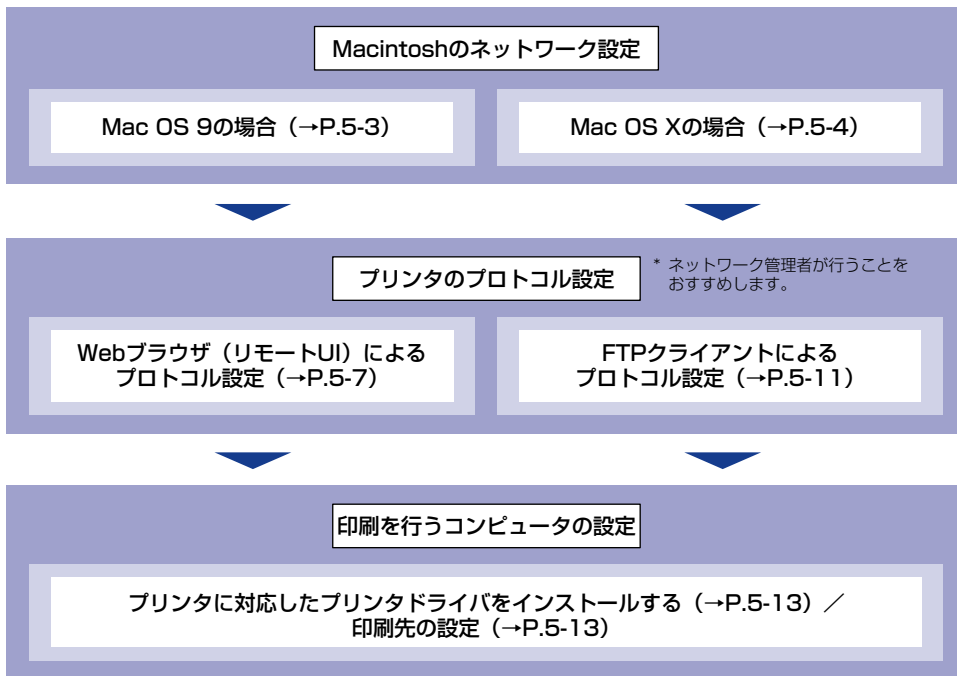 Macintoshのネットワーク設定
Mac OS 9の場合（→P.5-3）
Mac OS Xの場合（→P.5-4）
プリンタのプロトコル設定
* ネットワーク管理者が行うことを
おすすめします。
Webブラウザ（リモートUI）による
プロトコル設定（→P.5-7）
FTPクライアントによる
プロトコル設定（→P.5-11）
印刷を行うコンピュータの設定
プリンタに対応したプリンタドライバをインストールする（→P.5-13）／
印刷先の設定（→P.5-13）